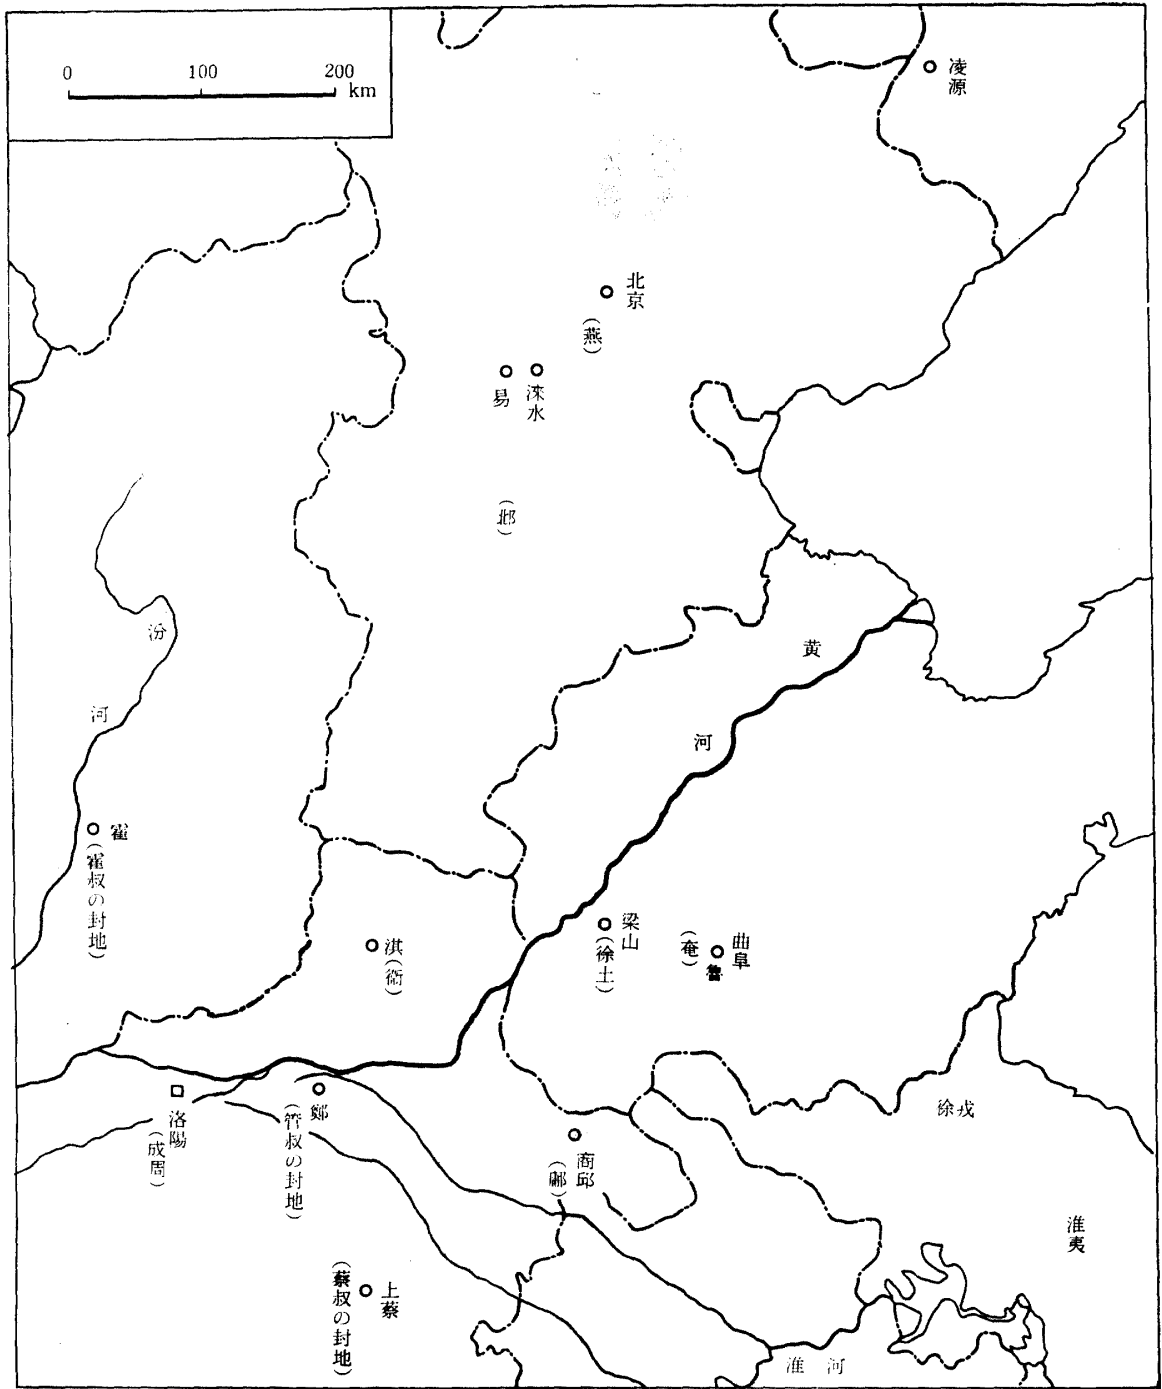 0 100 200 km
凌源
北京
(燕)
易
淶水
(邶)
汾河
黄河
霍
(霍叔の封地)
淇(衛)
梁山
(徐土)
曲阜
(奄)
魯
洛陽
(成周)
鄭
(管叔の封地)
商邱
(鄘)
徐戎
淮夷
上蔡
(蔡叔の封地)
淮河